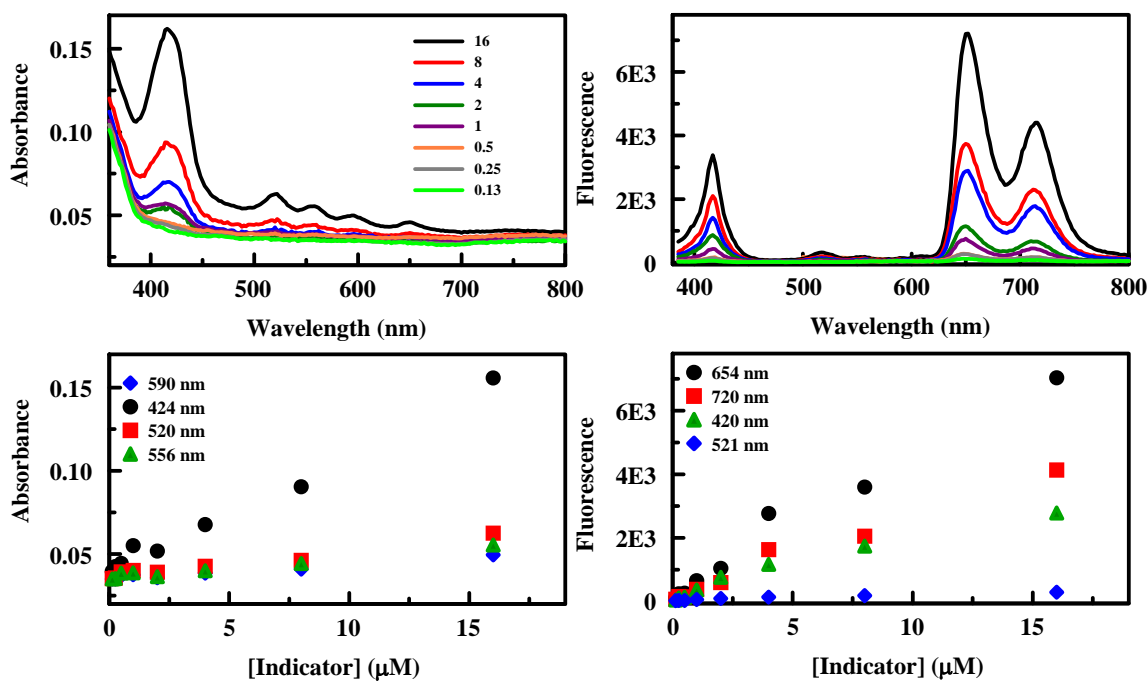 0.15
0.10
0.05
Absorbance
16
8
4
2
1
0.5
0.25
0.13
400 500 600 700 800
Wavelength (nm)
6E3
4E3
2E3
0
Fluorescence
400 500 600 700 800
Wavelength (nm)
0.15
0.10
0.05
Absorbance
590 nm
424 nm
520 nm
556 nm
0 5 10 15
[Indicator] (µM)
6E3
4E3
2E3
0
Fluorescence
654 nm
720 nm
420 nm
521 nm
0 5 10 15
[Indicator] (µM)